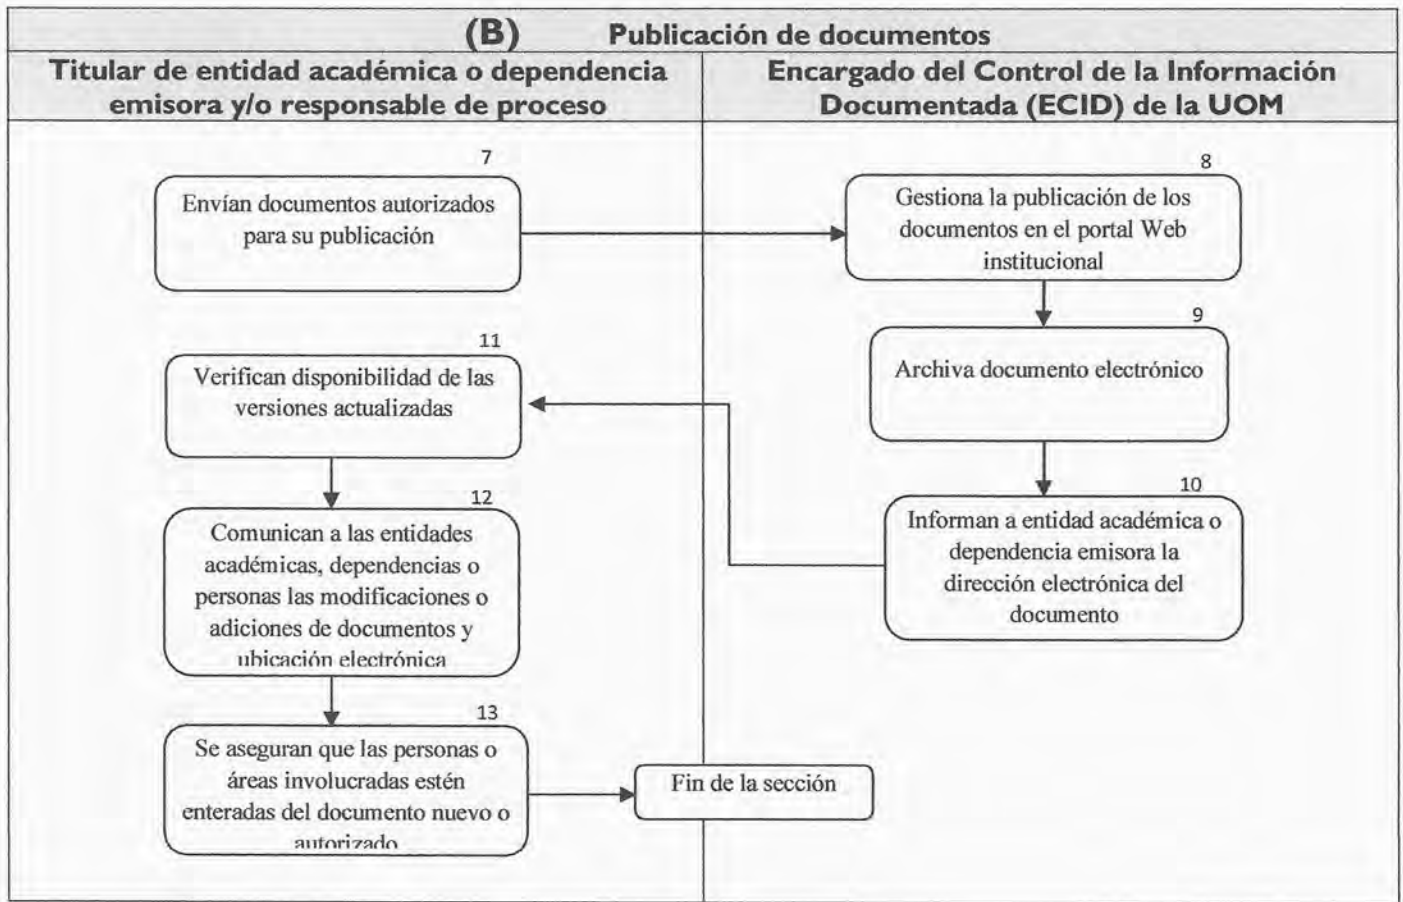 (B) Publicación de documentos
Titular de entidad académica o dependencia
emisora y/o responsable de proceso
Encargado del Control de la Información
Documentada (ECID) de la UOM
7
Envían documentos autorizados
para su publicación
8
Gestiona la publicación de los
documentos en el portal Web
institucional
9
Archiva documento electrónico
10
Informan a entidad académica o
dependencia emisora la
dirección electrónica del
documento
11
Verifican disponibilidad de las
versiones actualizadas
12
Comunican a las entidades
académicas, dependencias o
personas las modificaciones o
adiciones de documentos y
ubicación electrónica
13
Se aseguran que las personas o
áreas involucradas estén
enteradas del documento nuevo o
autorizado
Fin de la sección